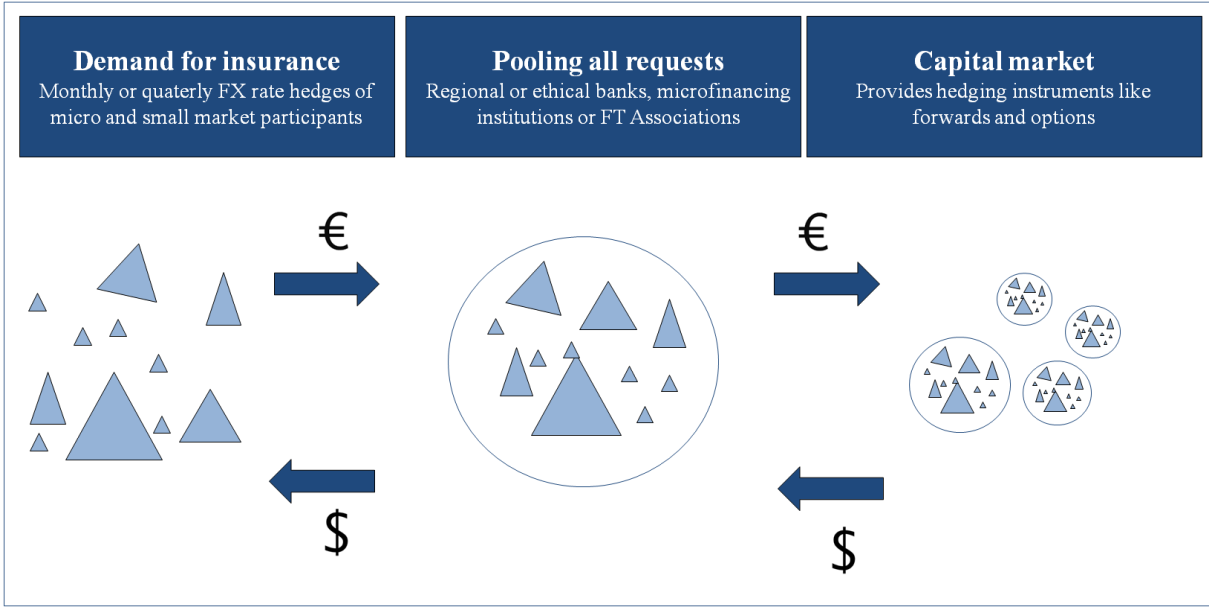 Demand for insurance
Monthly or quaterly FX rate hedges of
micro and small market participants
Pooling all requests
Regional or ethical banks, microfinancing
institutions or FT Associations
Capital market
Provides hedging instruments like
forwards and options
€
€
$
$